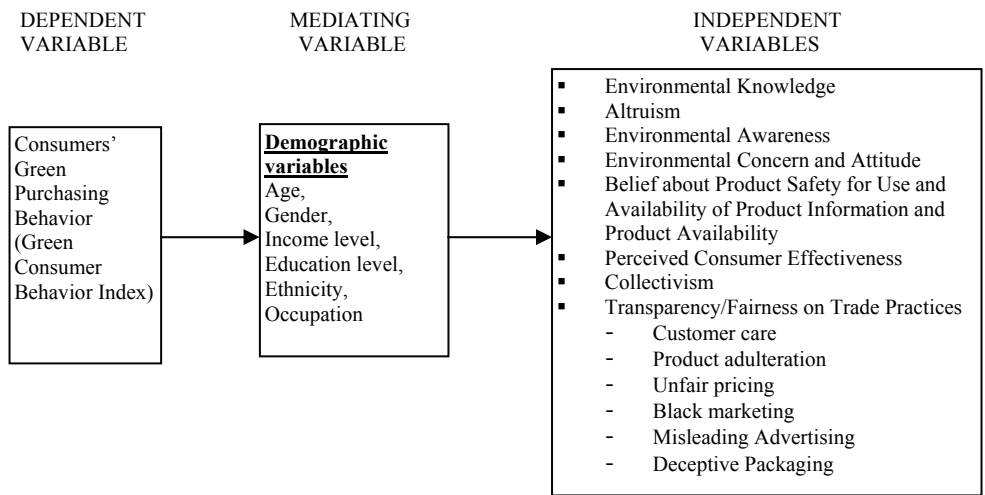 DEPENDENT
VARIABLE
MEDIATING
VARIABLE
INDEPENDENT
VARIABLES
Consumers’
Green
Purchasing
Behavior
(Green
Consumer
Behavior Index)
Demographic
variables
Age,
Gender,
Income level,
Education level,
Ethnicity,
Occupation
▪ Environmental Knowledge
▪ Altruism
▪ Environmental Awareness
▪ Environmental Concern and Attitude
▪ Belief about Product Safety for Use and
Availability of Product Information and
Product Availability
▪ Perceived Consumer Effectiveness
▪ Collectivism
▪ Transparency/Fairness on Trade Practices
- Customer care
- Product adulteration
- Unfair pricing
- Black marketing
- Misleading Advertising
- Deceptive Packaging